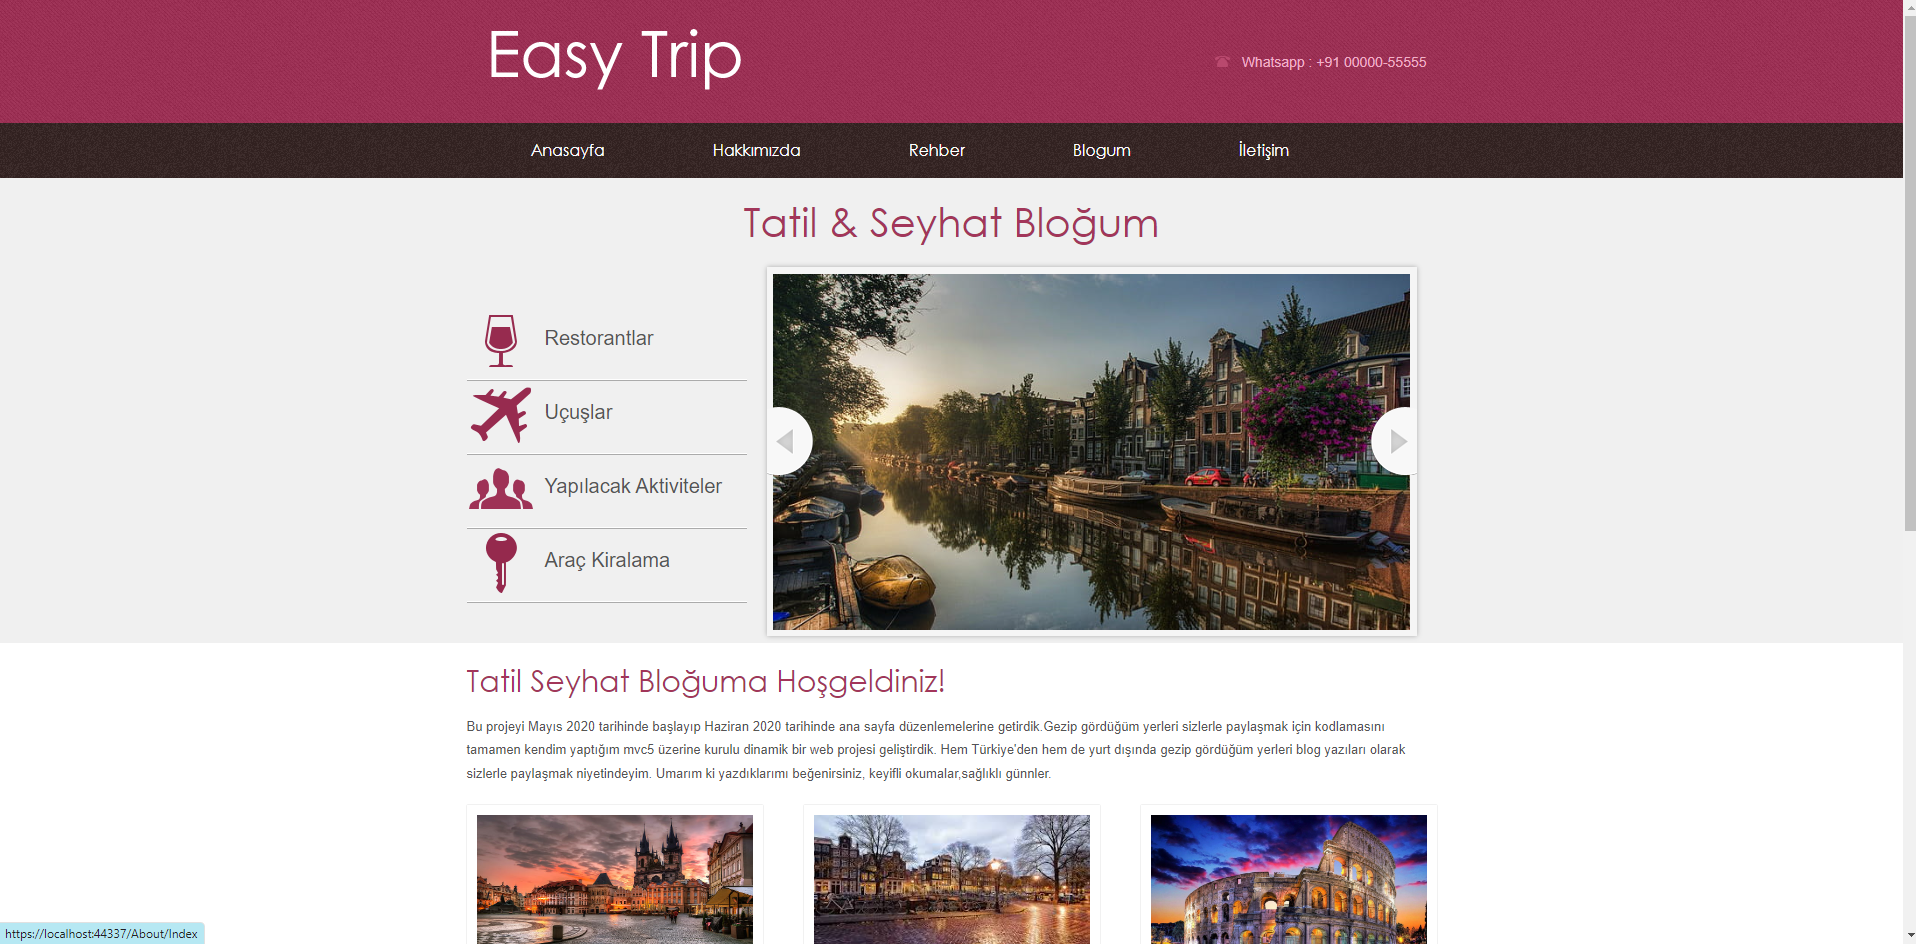 Easy Trip
Whatsapp : +91 00000-55555
Anasayfa
Hakkımızda
Rehber
Blogum
İletişim
Tatil & Seyhat Bloğum
Restorantlar
Uçuşlar
Yapılacak Aktiviteler
Araç Kiralama
Tatil Seyhat Bloğuma Hoşgeldiniz!
Bu projeyi Mayıs 2020 tarihinde başlayıp Haziran 2020 tarihinde ana sayfa düzenlemelerine getirdik.Gezip gördüğüm yerleri sizlerle paylaşmak için kodlamasını
tamamen kendim yaptığım mvc5 üzerine kurulu dinamik bir web projesi geliştirdik. Hem Türkiye'den hem de yurt dışında gezip gördüğüm yerleri blog yazıları olarak
sizlerle paylaşmak niyetindeyim. Umarım ki yazdıklarımı beğenirsiniz, keyifli okumalar,sağlıklı günnler.
https://localhost:44337/About/Index